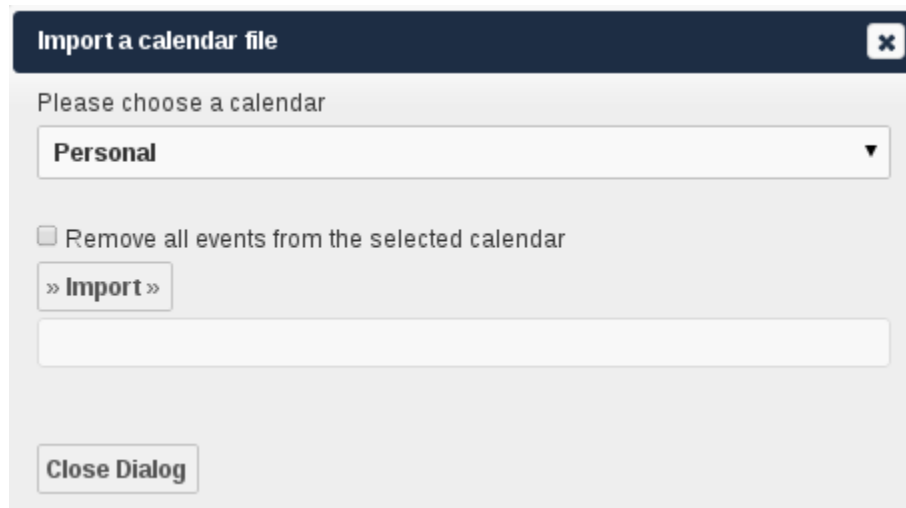 Import a calendar file
Please choose a calendar
Personal
Remove all events from the selected calendar
» Import »
Close Dialog